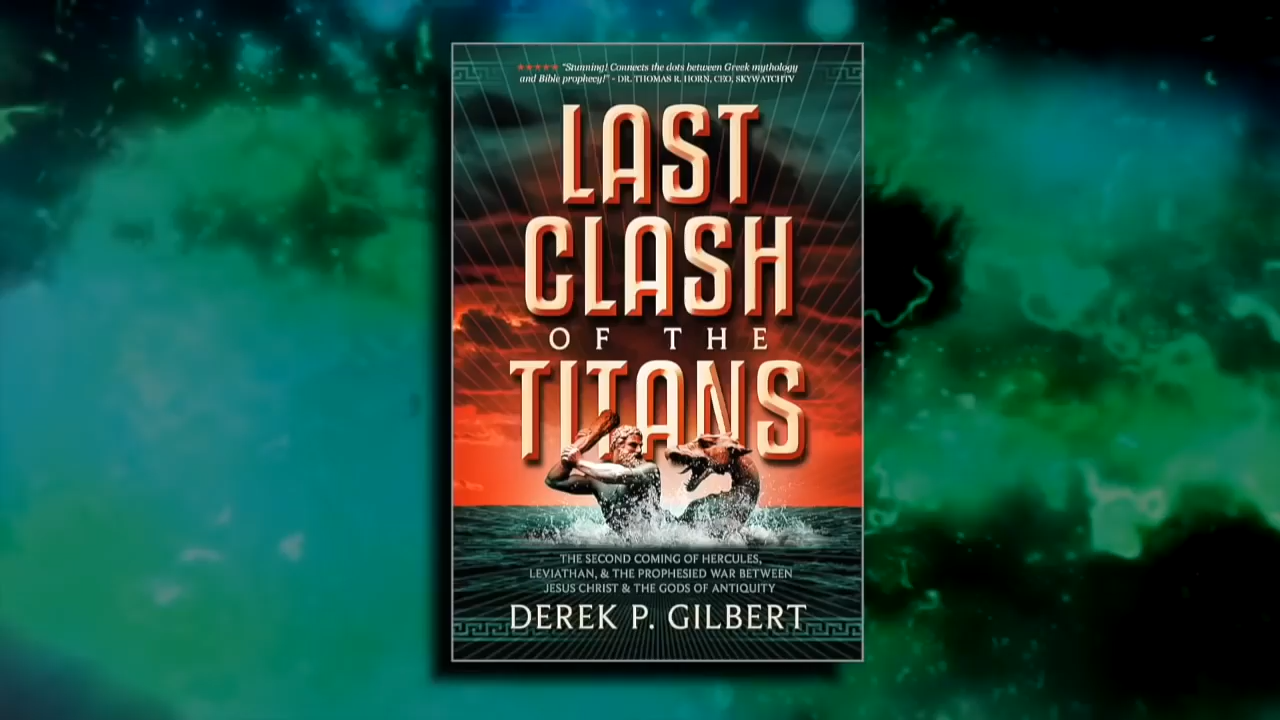 ★★★★★ "Stunning! Connects the dots between Greek mythology
and Bible prophecy!" - DR. THOMAS R. HORN, CEO, SKYWATCHTV
LAST
CLASH
OF THE
TITANS
THE SECOND COMING OF HERCULES,
LEVIATHAN, & THE PROPHESIED WAR BETWEEN
JESUS CHRIST & THE GODS OF ANTIQUITY
DEREK P. GILBERT